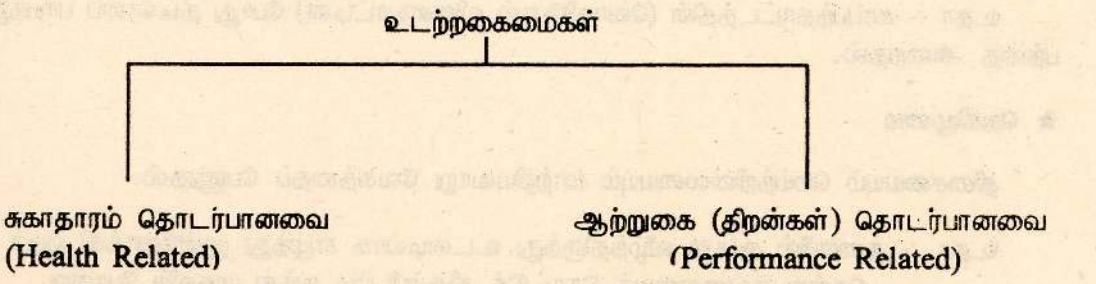 உடற்றகைமைகள்
சுகாதாரம் தொடர்பானவை
ஆற்றுகை (திறன்கள்) தொடர்பானவை
(Health Related)
(Performance Related)